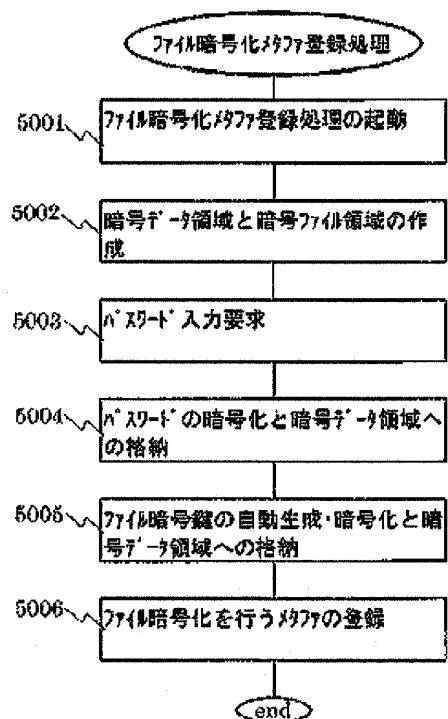 ファイル暗号化メタファ登録処理
5001
ファイル暗号化メタファ登録処理の起動
5002
暗号データ領域と暗号ファイル領域の作
成
5003
パスワード入力要求
5004
パスワードの暗号化と暗号データ領域へ
の格納
5005
ファイル暗号鍵の自動生成・暗号化と暗
号データ領域への格納
5006
ファイル暗号化を行うメタファの登録
end